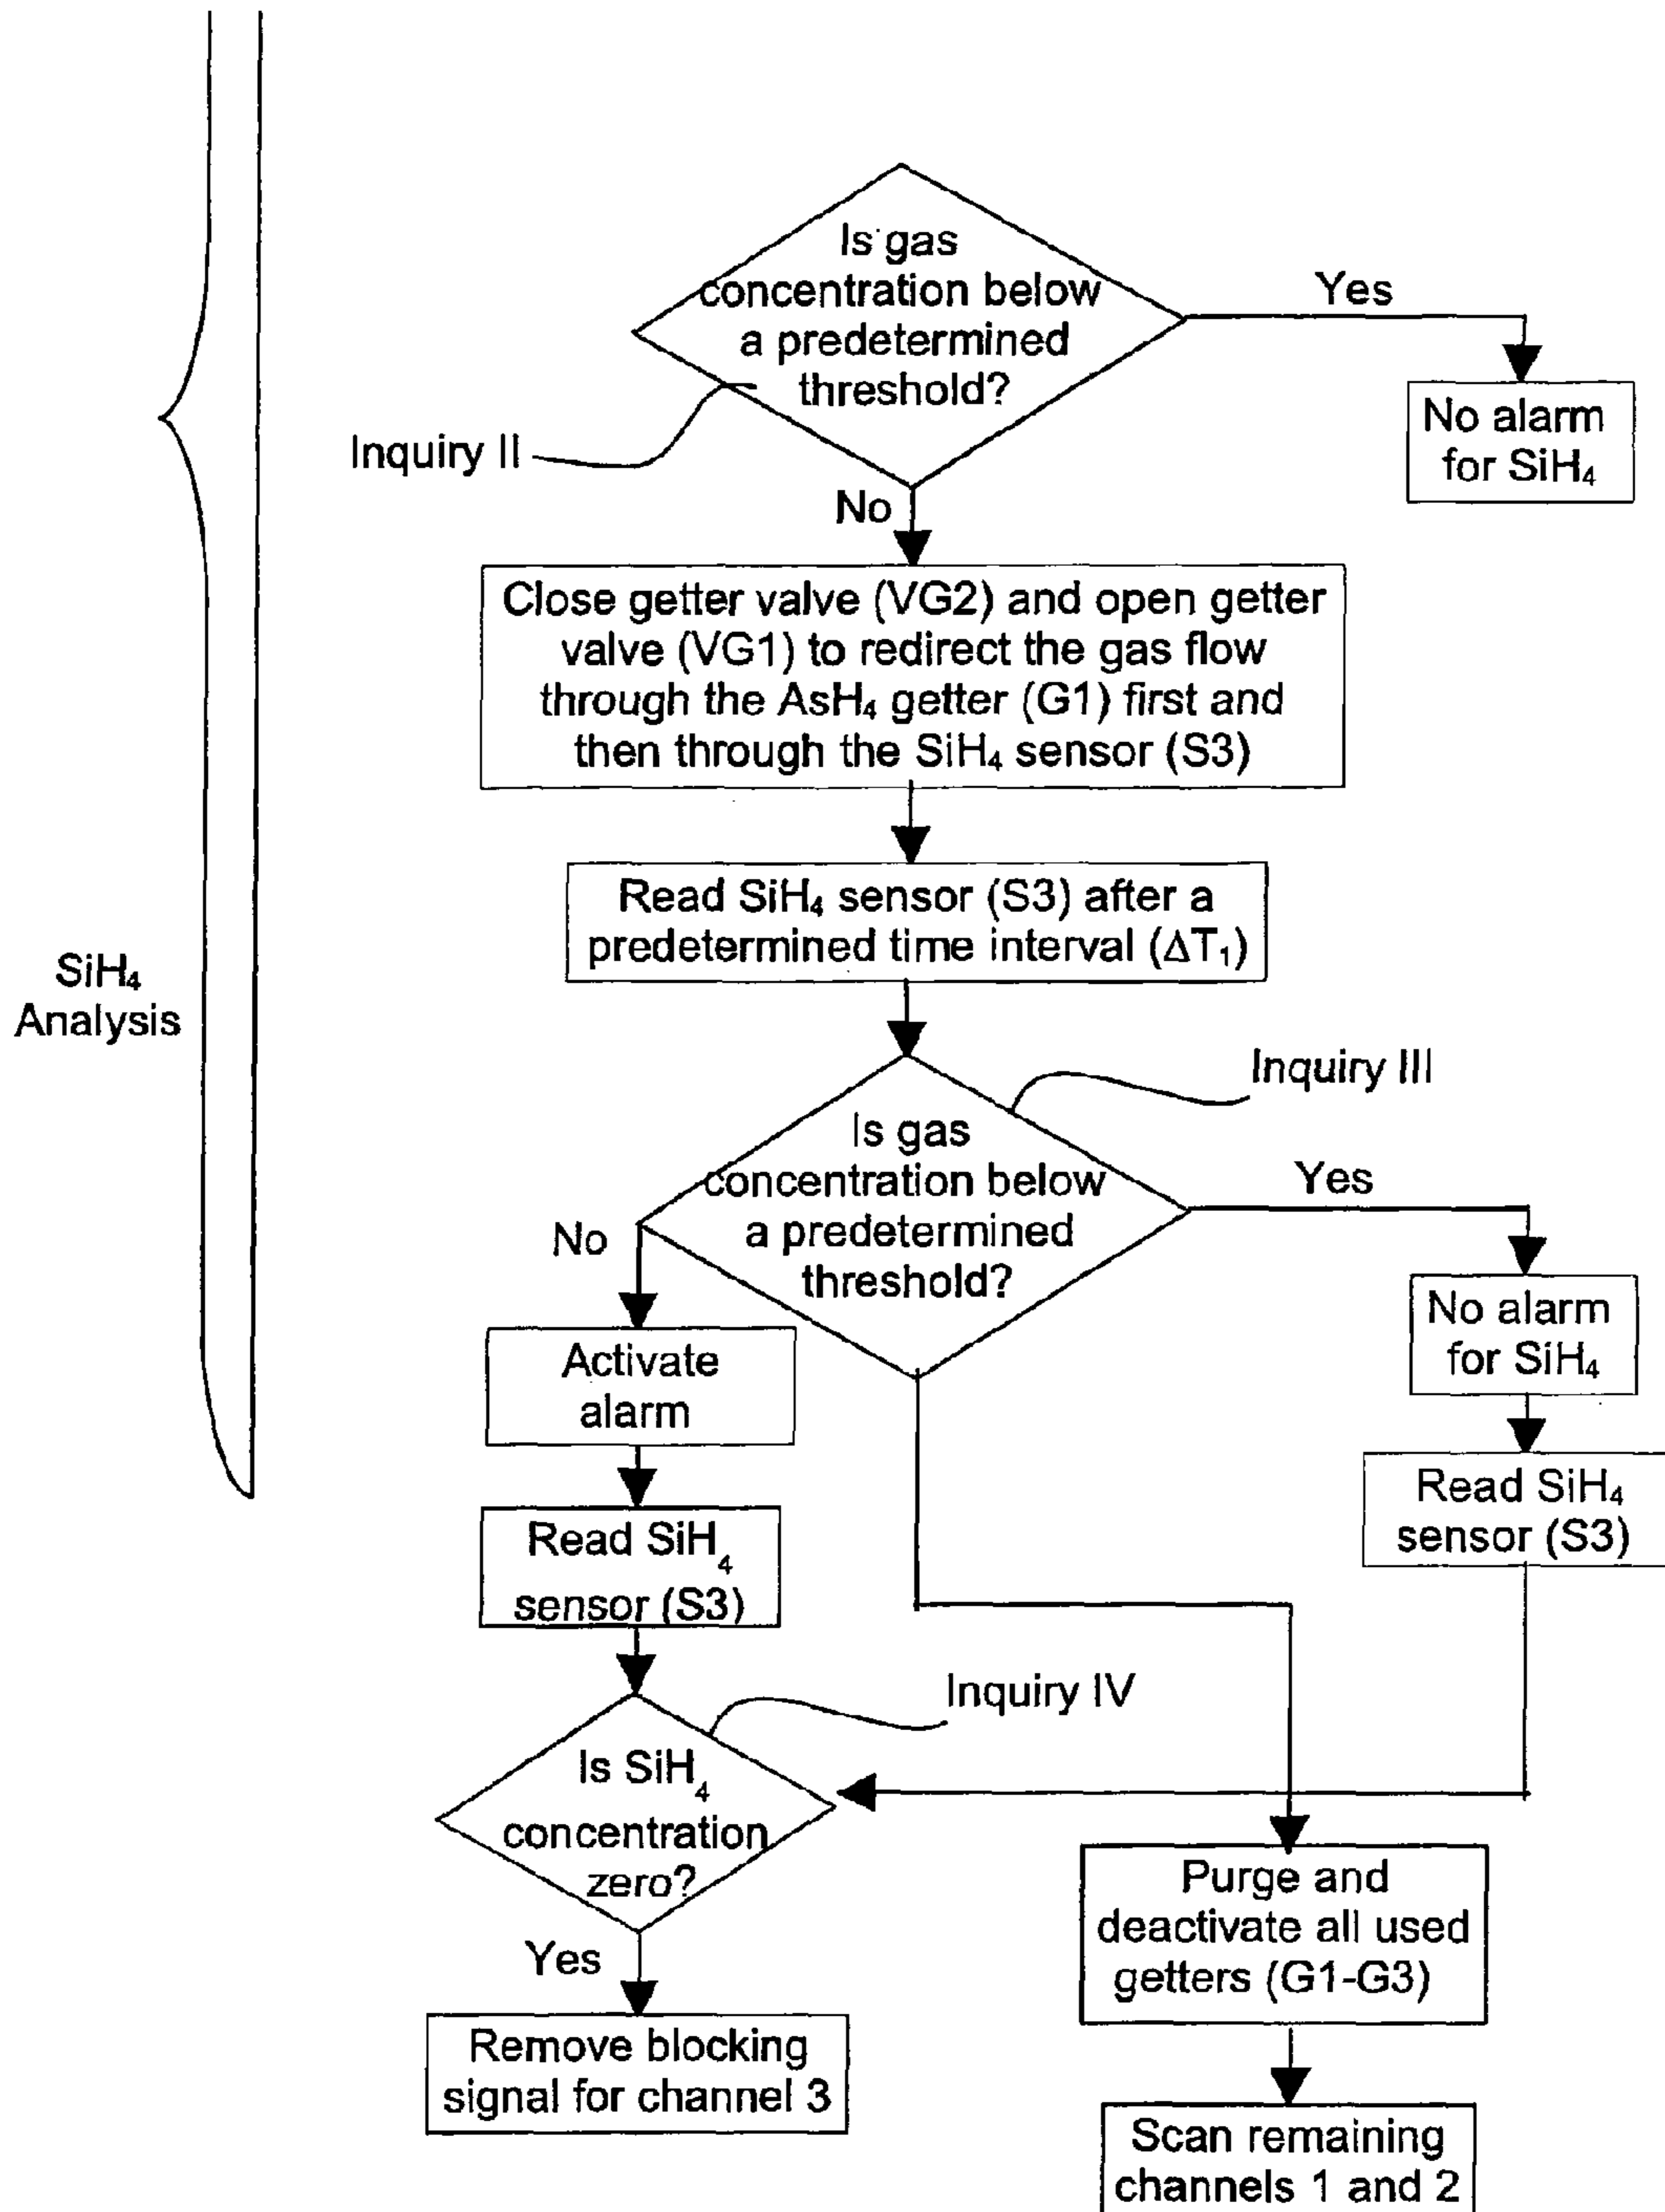 Is gas
concentration below
a predetermined
threshold?
Yes
No alarm
for SiH₄
Inquiry II
No
Close getter valve (VG2) and open getter
valve (VG1) to redirect the gas flow
through the AsH₄ getter (G1) first and
then through the SiH₄ sensor (S3)
Read SiH₄ sensor (S3) after a
predetermined time interval (ΔT₁)
SiH₄
Analysis
Inquiry III
Is gas
concentration below
a predetermined
threshold?
Yes
No
No alarm
for SiH₄
Activate
alarm
Read SiH₄
sensor (S3)
Read SiH₄
sensor (S3)
Inquiry IV
Is SiH₄
concentration
zero?
Purge and
deactivate all used
getters (G1-G3)
Yes
Remove blocking
signal for channel 3
Scan remaining
channels 1 and 2